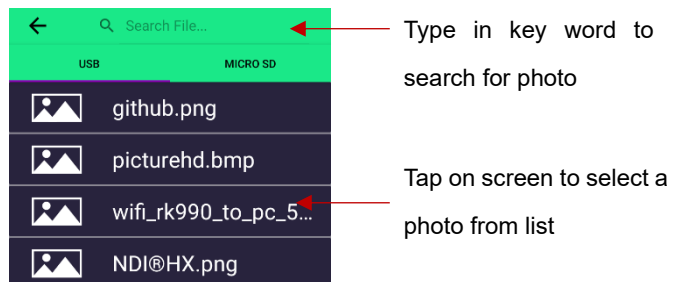 Search File...
USB MICRO SD
github.png
picturehd.bmp
wifi_rk990_to_pc_5...
NDI®HX.png
Type in key word to
search for photo
Tap on screen to select a
photo from list